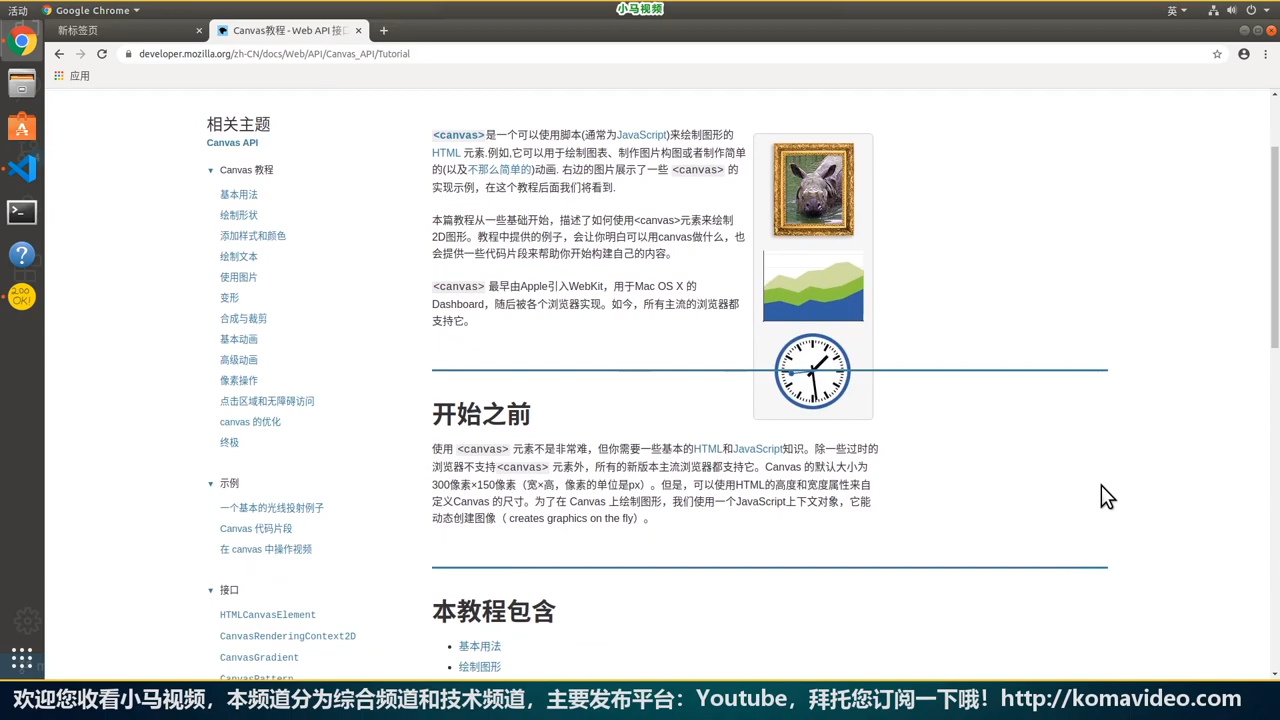 活动
Google Chrome
小马视频
英
新标签页
Canvas教程 - Web API 接口
developer.mozilla.org/zh-CN/docs/Web/API/Canvas_API/Tutorial
应用
相关主题
Canvas API
Canvas 教程
基本用法
绘制形状
添加样式和颜色
绘制文本
使用图片
变形
合成与裁剪
基本动画
高级动画
像素操作
点击区域和无障碍访问
canvas 的优化
终极
示例
一个基本的光线投射例子
Canvas 代码片段
在 canvas 中操作视频
接口
HTMLCanvasElement
CanvasRenderingContext2D
CanvasGradient
CanvasPattern
<canvas>是一个可以使用脚本(通常为JavaScript)来绘制图形的
HTML 元素.例如,它可以用于绘制图表、制作图片构图或者制作简单
的(以及不那么简单的)动画. 右边的图片展示了一些 <canvas> 的
实现示例，在这个教程后面我们将看到.
本篇教程从一些基础开始，描述了如何使用<canvas>元素来绘制
2D图形。教程中提供的例子，会让你明白可以用canvas做什么，也
会提供一些代码片段来帮助你开始构建自己的内容。
<canvas> 最早由Apple引入WebKit，用于Mac OS X 的
Dashboard，随后被各个浏览器实现。如今，所有主流的浏览器都
支持它。
开始之前
使用 <canvas> 元素不是非常难，但你需要一些基本的HTML和JavaScript知识。除一些过时的
浏览器不支持<canvas> 元素外，所有的新版本主流浏览器都支持它。Canvas 的默认大小为
300像素×150像素（宽×高，像素的单位是px）。但是，可以使用HTML的高度和宽度属性来自
定义Canvas 的尺寸。为了在 Canvas 上绘制图形，我们使用一个JavaScript上下文对象，它能
动态创建图像（ creates graphics on the fly）。
本教程包含
基本用法
绘制图形
200
OK!
欢迎您收看小马视频，本频道分为综合频道和技术频道，主要发布平台：Youtube，拜托您订阅一下哦！http://komavideo.com